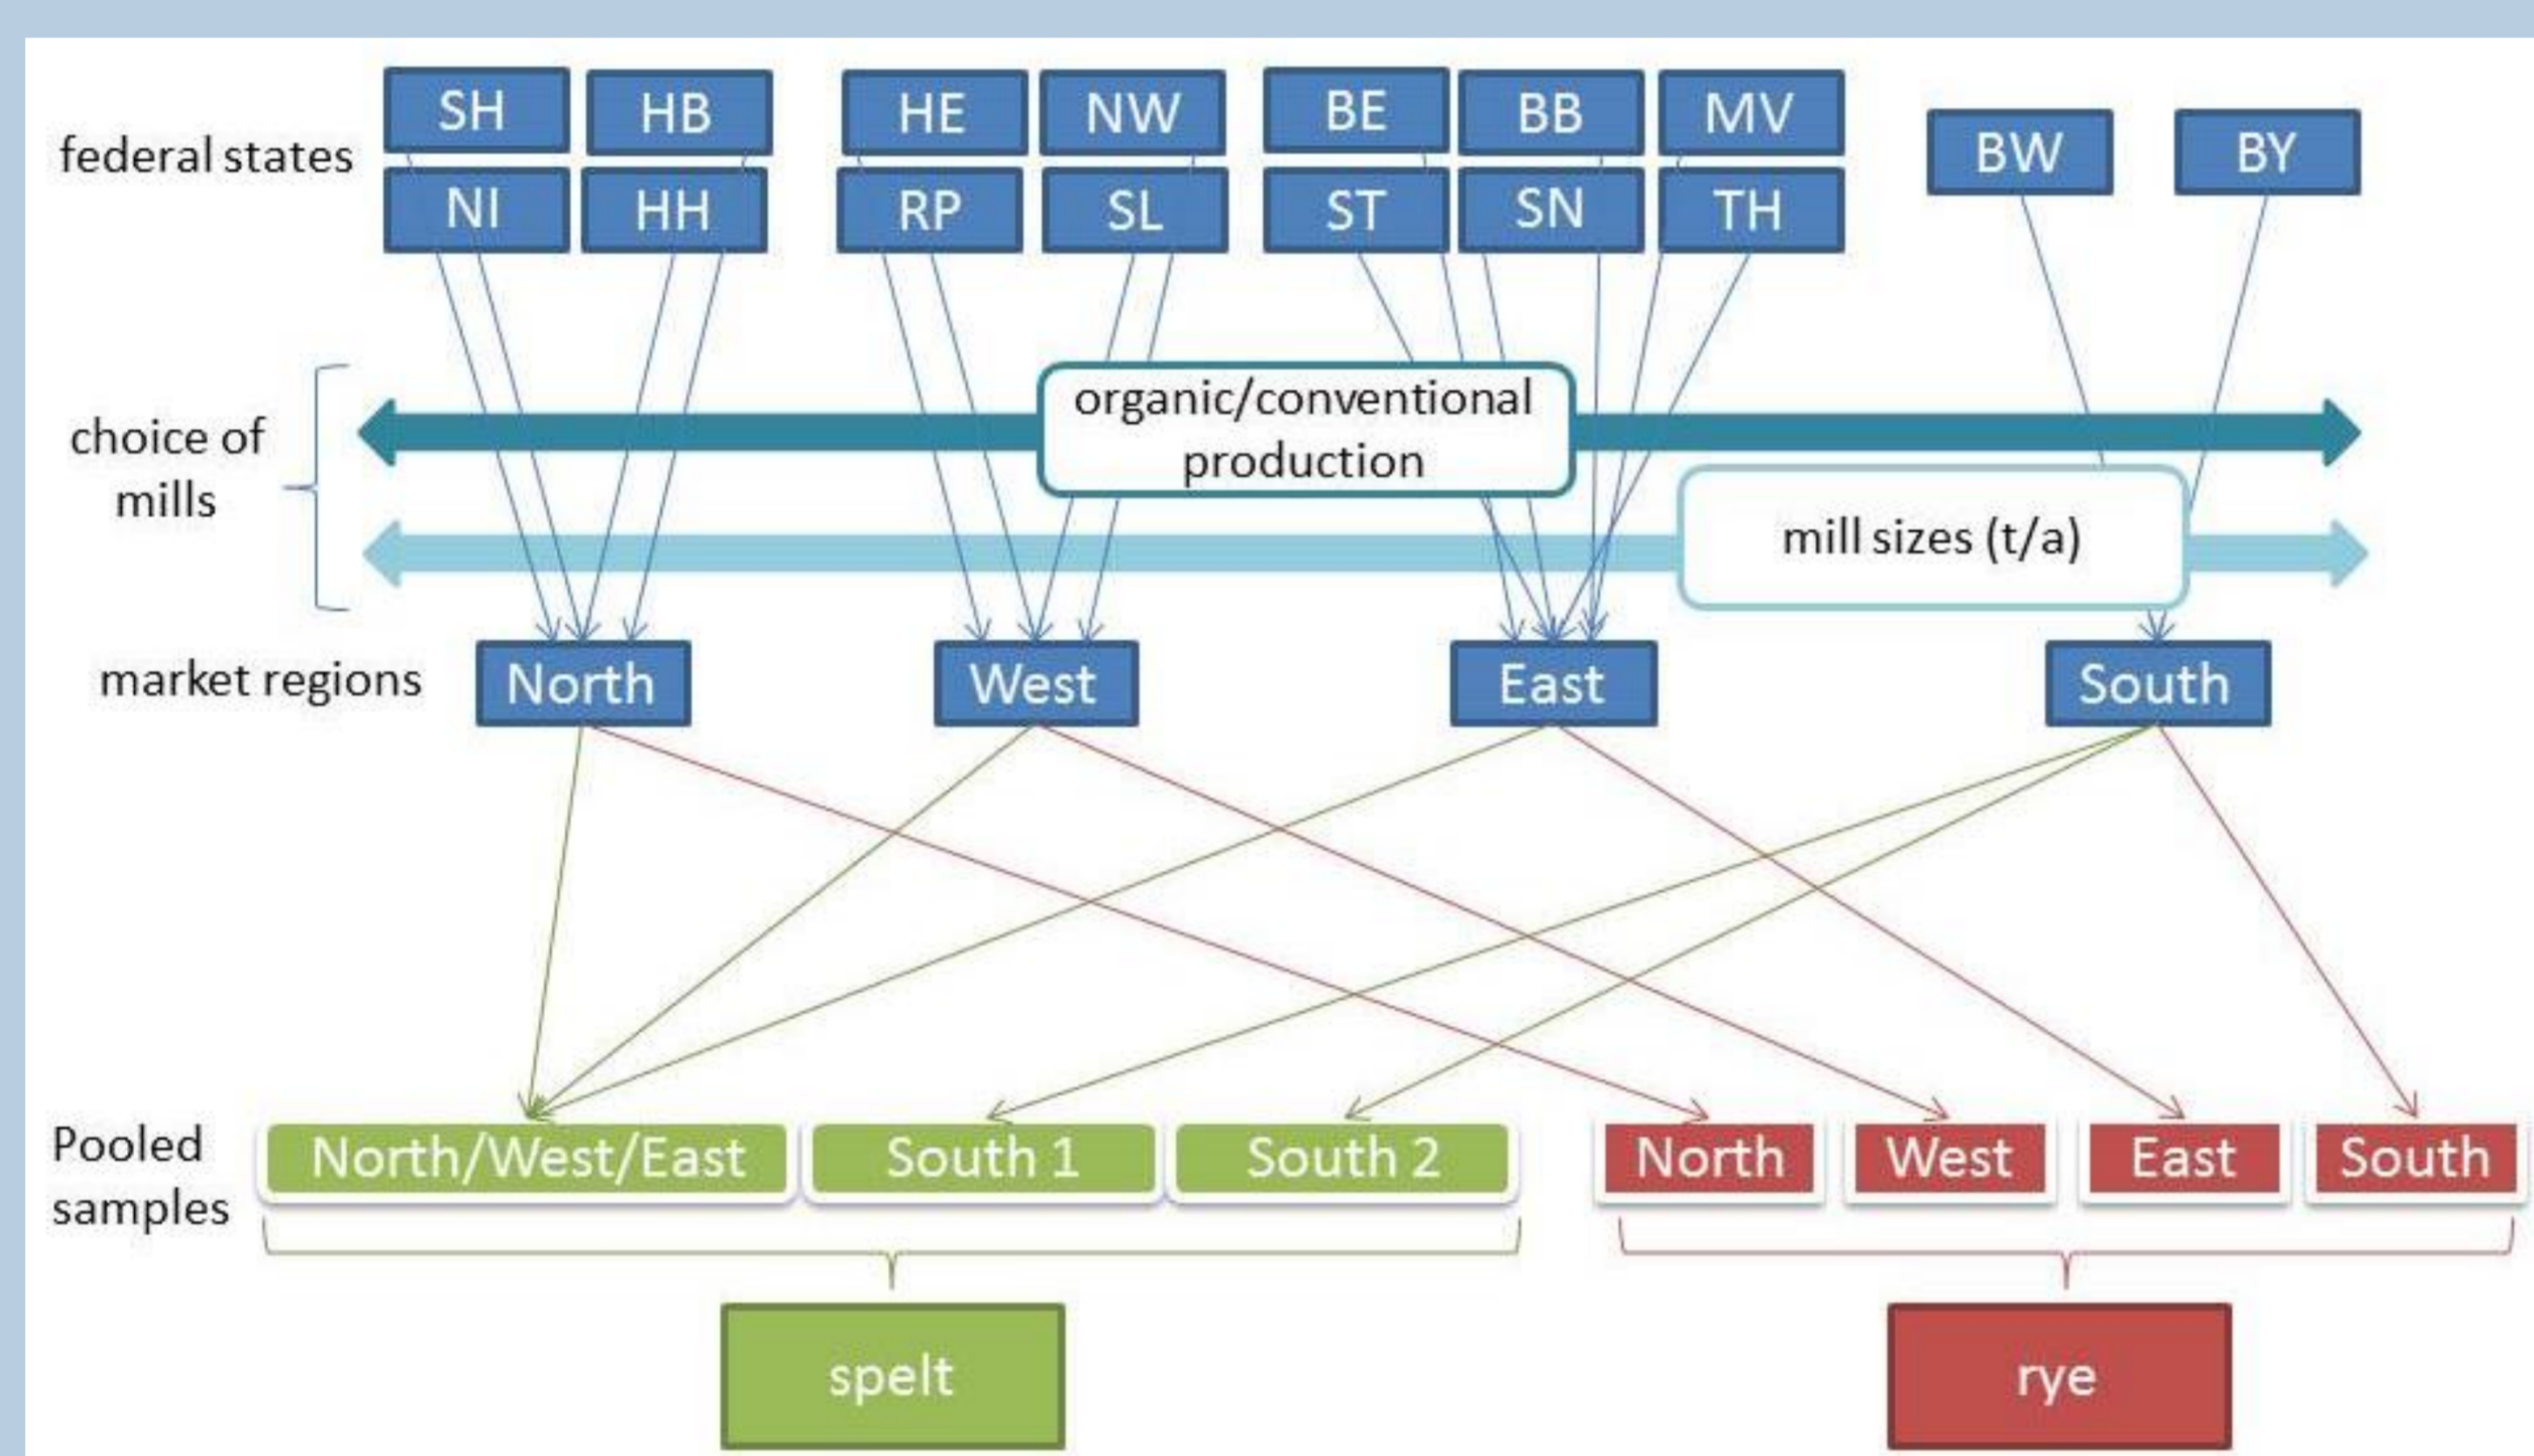 SH HB HE NW BE BB MV
federal states BW BY
NI HH RP SL ST SN TH
organic/conventional
production
choice of
mills
mill sizes (t/a)
market regions North West East South
Pooled
samples
North/West/East South 1 South 2 North West East South
spelt rye